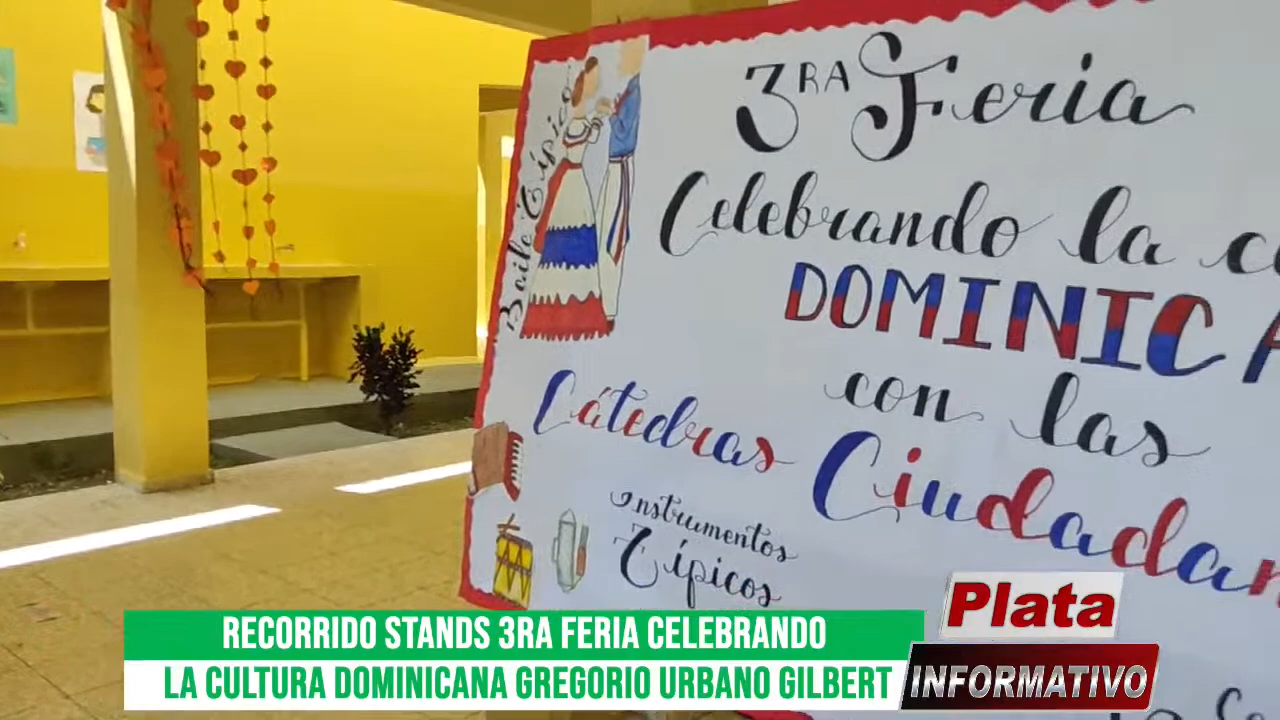 3RA Feria
Celebrando la
DOMINICA
con las
Cátedras Ciudadan
Baile Típico
Instrumentos
Típicos
RECORRIDO STANDS 3RA FERIA CELEBRANDO
LA CULTURA DOMINICANA GREGORIO URBANO GILBERT
Plata
INFORMATIVO